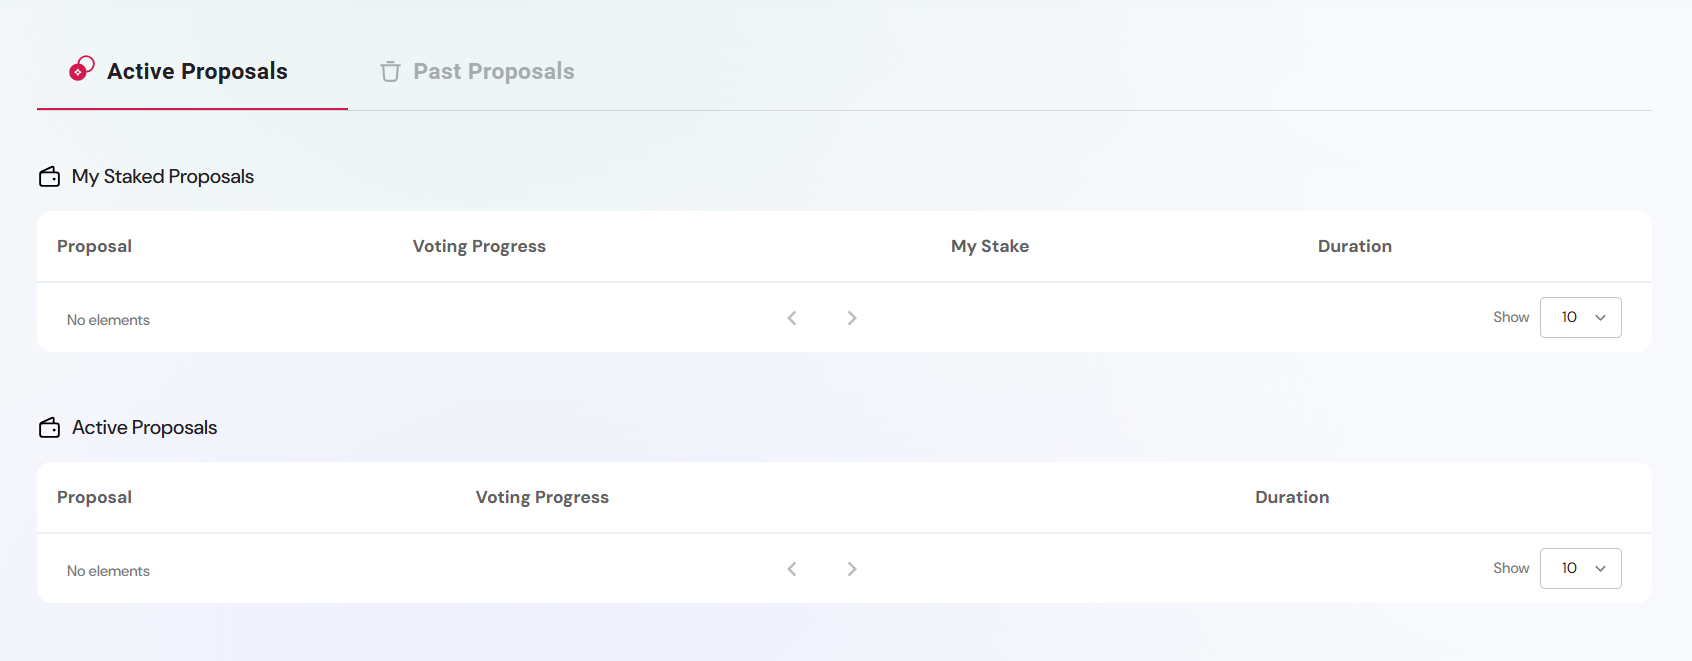 Active Proposals Past Proposals
My Staked Proposals
Proposal Voting Progress My Stake Duration
No elements Show 10
Active Proposals
Proposal Voting Progress Duration
No elements Show 10